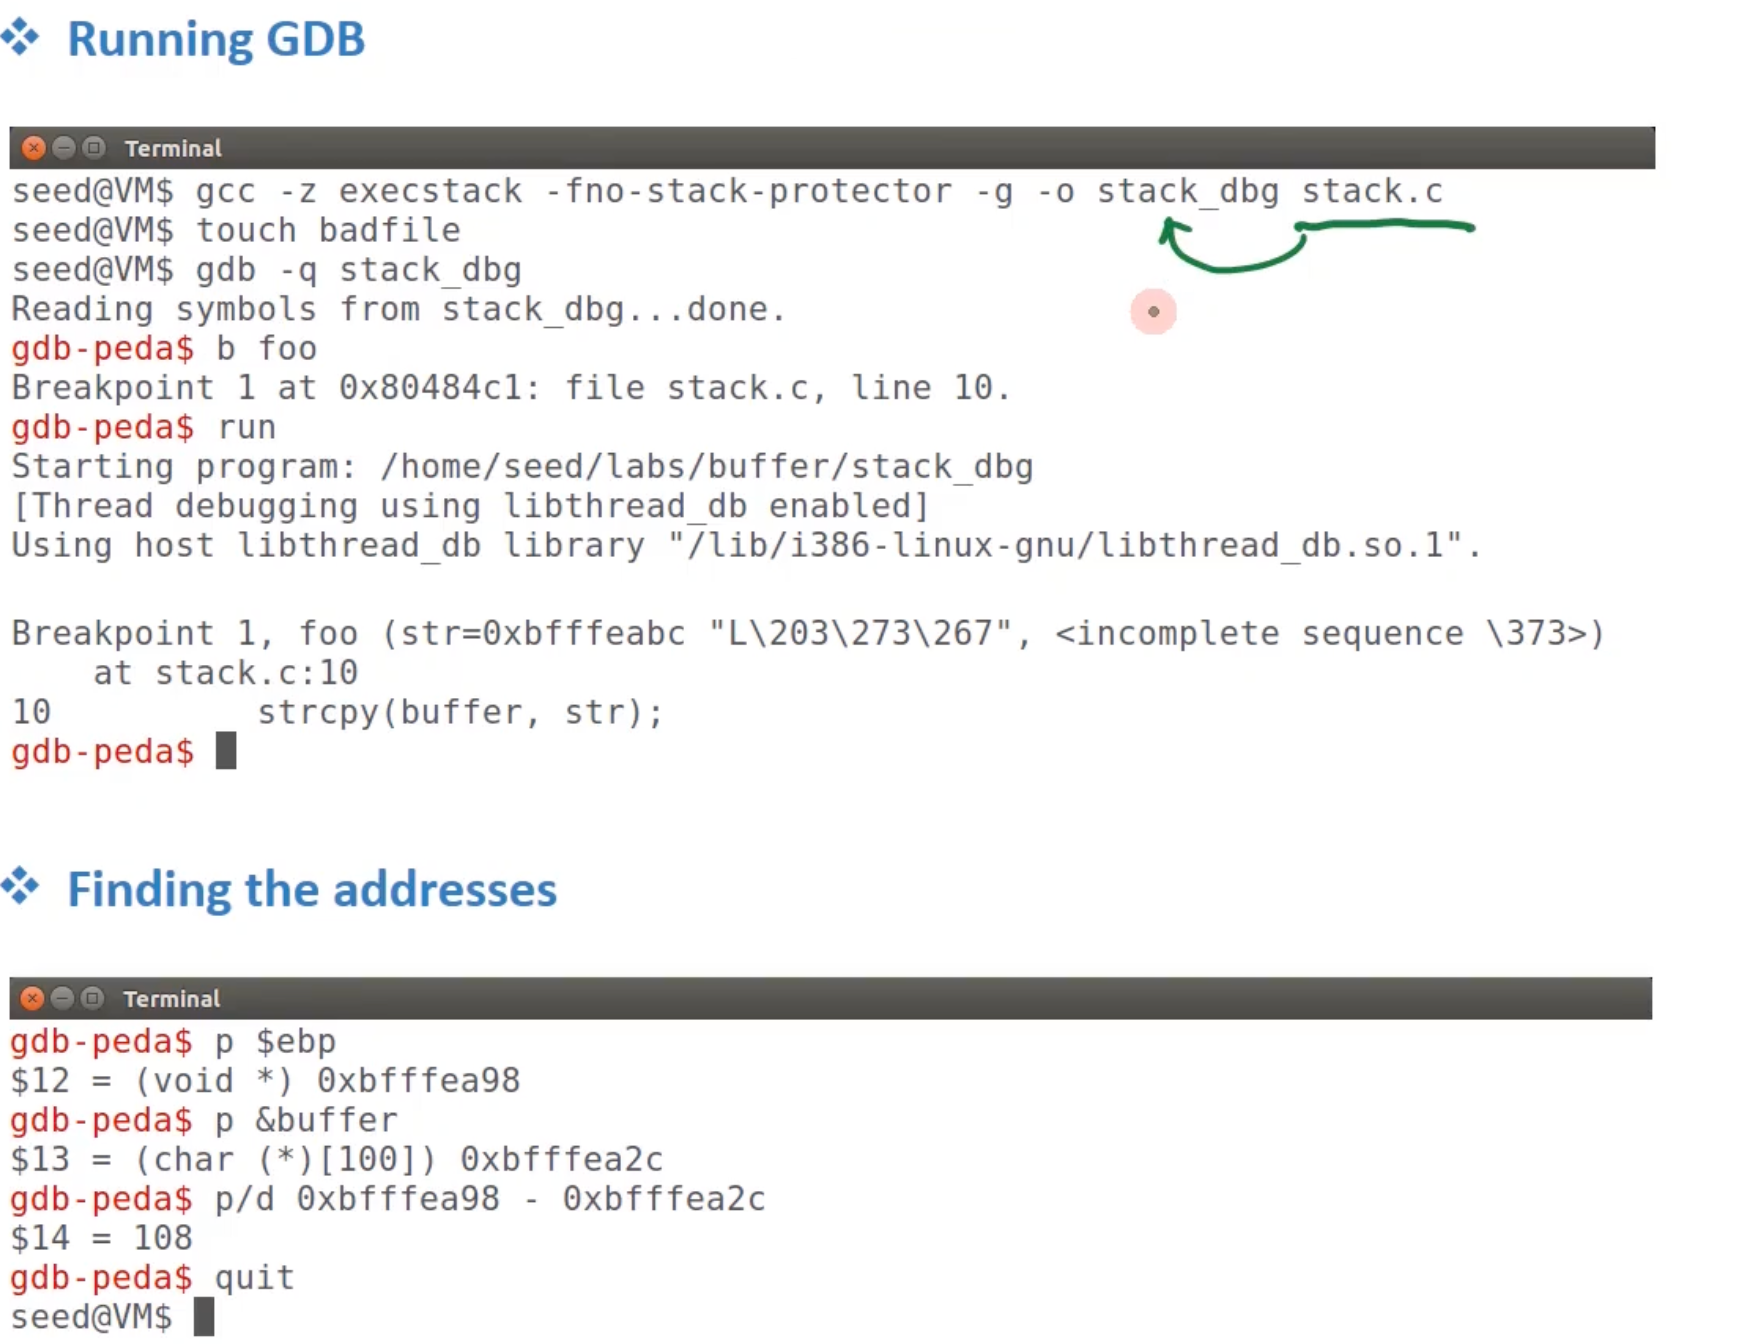 Running GDB
Terminal
seed@VM$ gcc -z execstack -fno-stack-protector -g -o stack_dbg stack.c
seed@VM$ touch badfile
seed@VM$ gdb -q stack_dbg
Reading symbols from stack_dbg...done.
gdb-peda$ b foo
Breakpoint 1 at 0x80484c1: file stack.c, line 10.
gdb-peda$ run
Starting program: /home/seed/labs/buffer/stack_dbg
[Thread debugging using libthread_db enabled]
Using host libthread_db library "/lib/i386-linux-gnu/libthread_db.so.1".
Breakpoint 1, foo (str=0xbfffeabc "L\203\273\267", <incomplete sequence \373>)
    at stack.c:10
10          strcpy(buffer, str);
gdb-peda$
Finding the addresses
Terminal
gdb-peda$ p $ebp
$12 = (void *) 0xbfffea98
gdb-peda$ p &buffer
$13 = (char (*)[100]) 0xbfffea2c
gdb-peda$ p/d 0xbfffea98 - 0xbfffea2c
$14 = 108
gdb-peda$ quit
seed@VM$